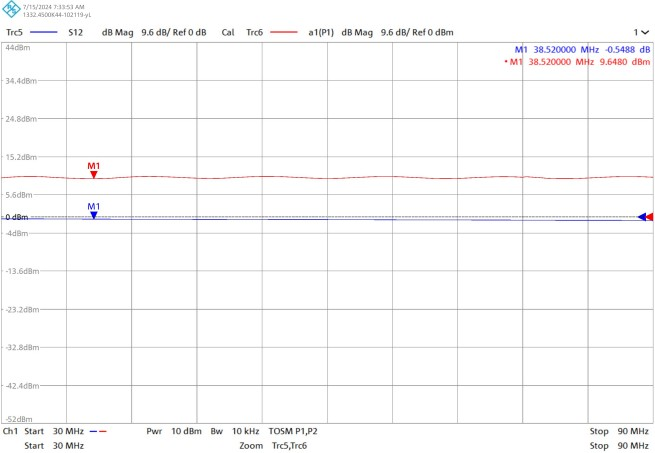 7/15/2024 7:33:53 AM
1332.4500K44-102119-yL
Trc5 S12 dB Mag 9.6 dB/ Ref 0 dB Cal Trc6 a1(P1) dB Mag 9.6 dB/ Ref 0 dBm 1
M1 38.520000 MHz -0.5488 dB
• M1 38.520000 MHz 9.6480 dBm
44dBm
34.4dBm
24.8dBm
15.2dBm
M1
5.6dBm
M1
0 dBm
-4dBm
-13.6dBm
-23.2dBm
-32.8dBm
-42.4dBm
-52dBm
Ch1 Start 30 MHz Pwr 10 dBm Bw 10 kHz TOSM P1,P2 Stop 90 MHz
Start 30 MHz Zoom Trc5,Trc6 Stop 90 MHz